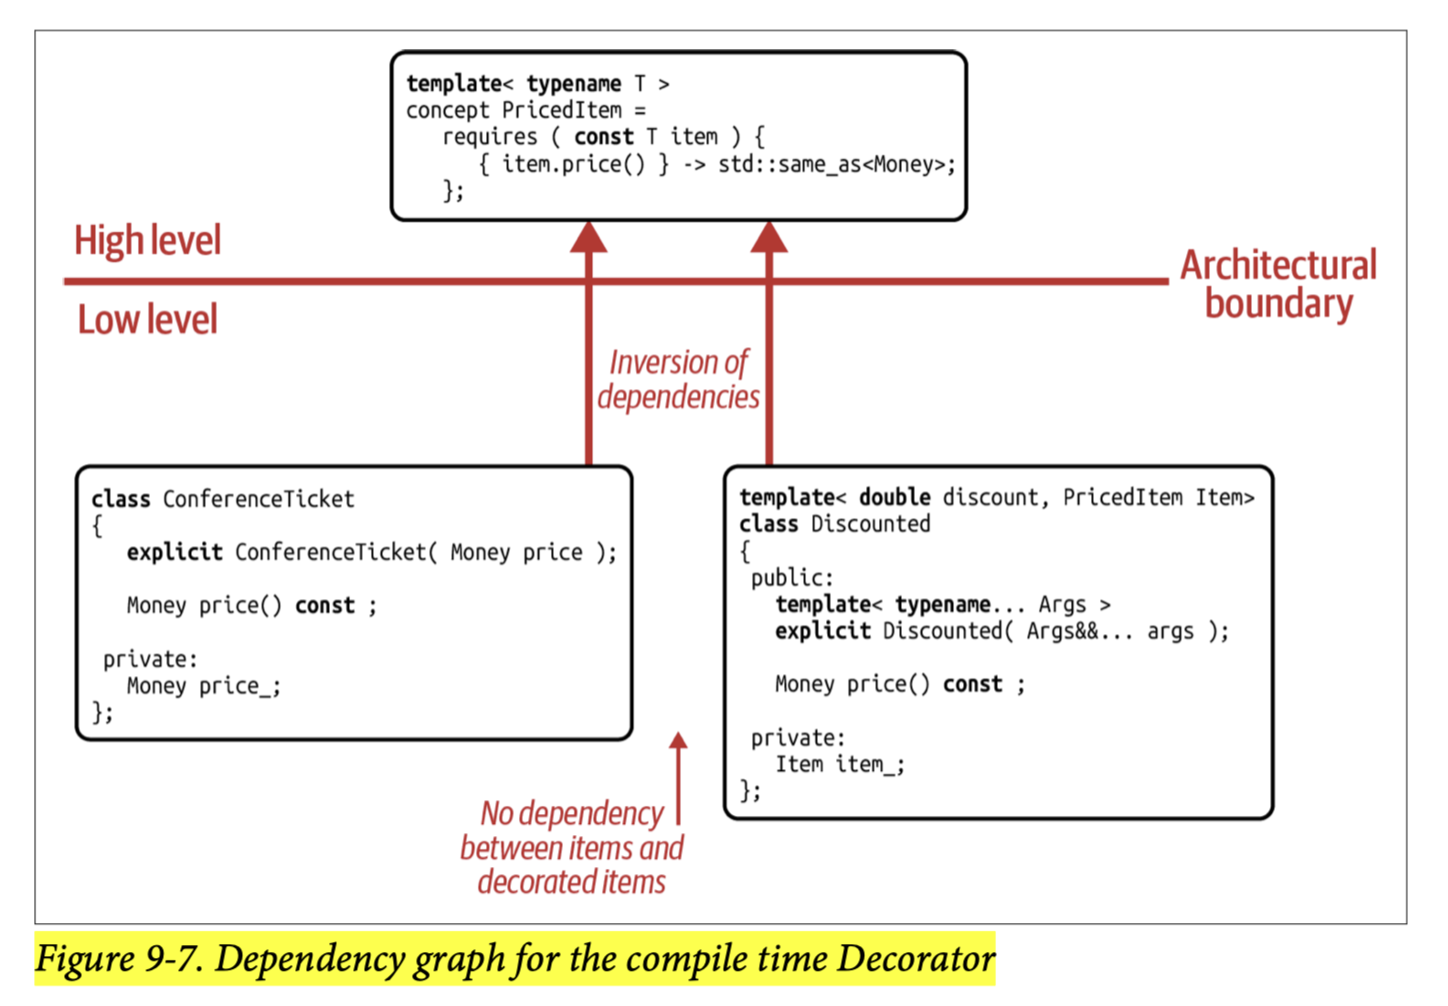 template< typename T >
concept PricedItem =
   requires ( const T item ) {
      { item.price() } -> std::same_as<Money>;
   };
High level
Low level
Architectural
boundary
Inversion of
dependencies
class ConferenceTicket
{
   explicit ConferenceTicket( Money price );
   Money price() const ;
 private:
   Money price_;
};
template< double discount, PricedItem Item>
class Discounted
{
 public:
   template< typename... Args >
   explicit Discounted( Args&&... args );
   Money price() const ;
 private:
   Item item_;
};
No dependency
between items and
decorated items
Figure 9-7. Dependency graph for the compile time Decorator